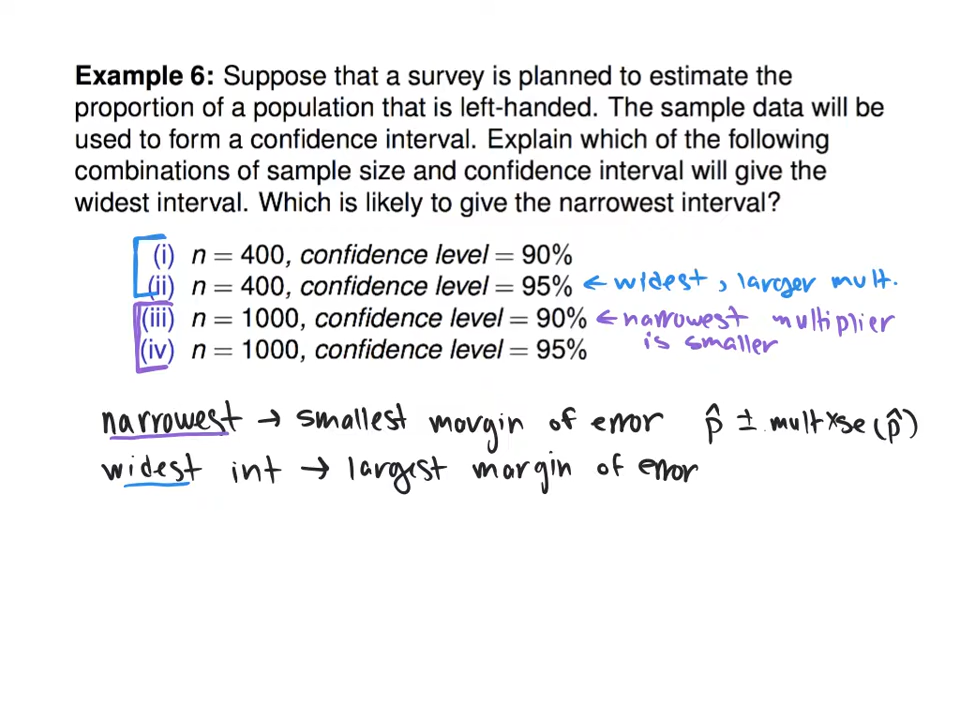 Example 6: Suppose that a survey is planned to estimate the
proportion of a population that is left-handed. The sample data will be
used to form a confidence interval. Explain which of the following
combinations of sample size and confidence interval will give the
widest interval. Which is likely to give the narrowest interval?
(i) n = 400, confidence level = 90%
(ii) n = 400, confidence level = 95% ← widest, larger mult.
(iii) n = 1000, confidence level = 90% ← narrowest multiplier
is smaller
(iv) n = 1000, confidence level = 95%
narrowest → smallest margin of error p̂ ± mult×se(p̂)
widest int → largest margin of error